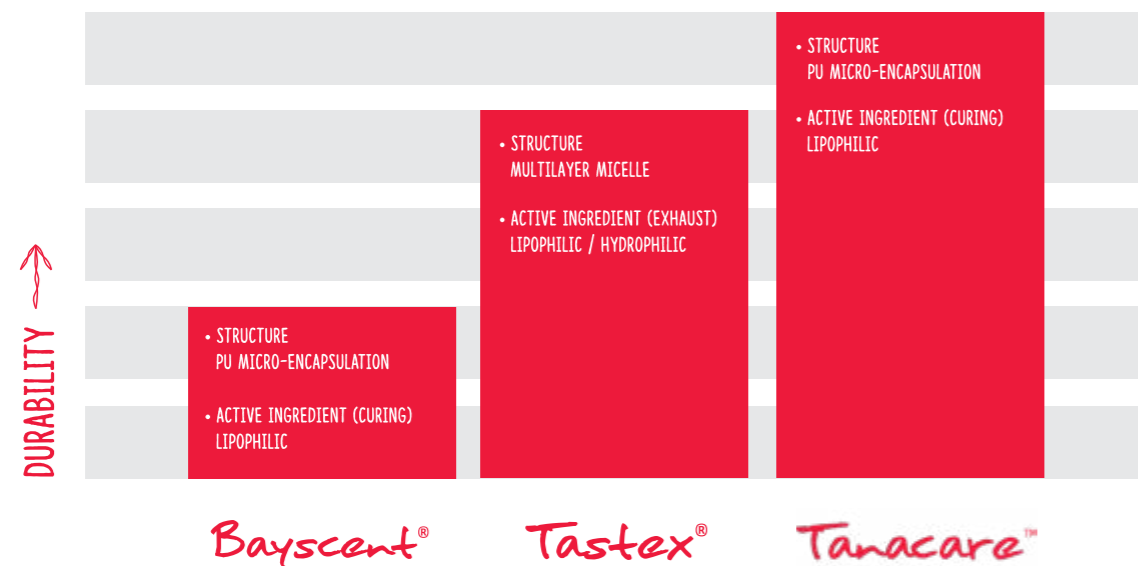 DURABILITY
• STRUCTURE
PU MICRO-ENCAPSULATION
• ACTIVE INGREDIENT (CURING)
LIPOPHILIC
Bayscent®
• STRUCTURE
MULTILAYER MICELLE
• ACTIVE INGREDIENT (EXHAUST)
LIPOPHILIC / HYDROPHILIC
Tastex®
• STRUCTURE
PU MICRO-ENCAPSULATION
• ACTIVE INGREDIENT (CURING)
LIPOPHILIC
Tanacare™